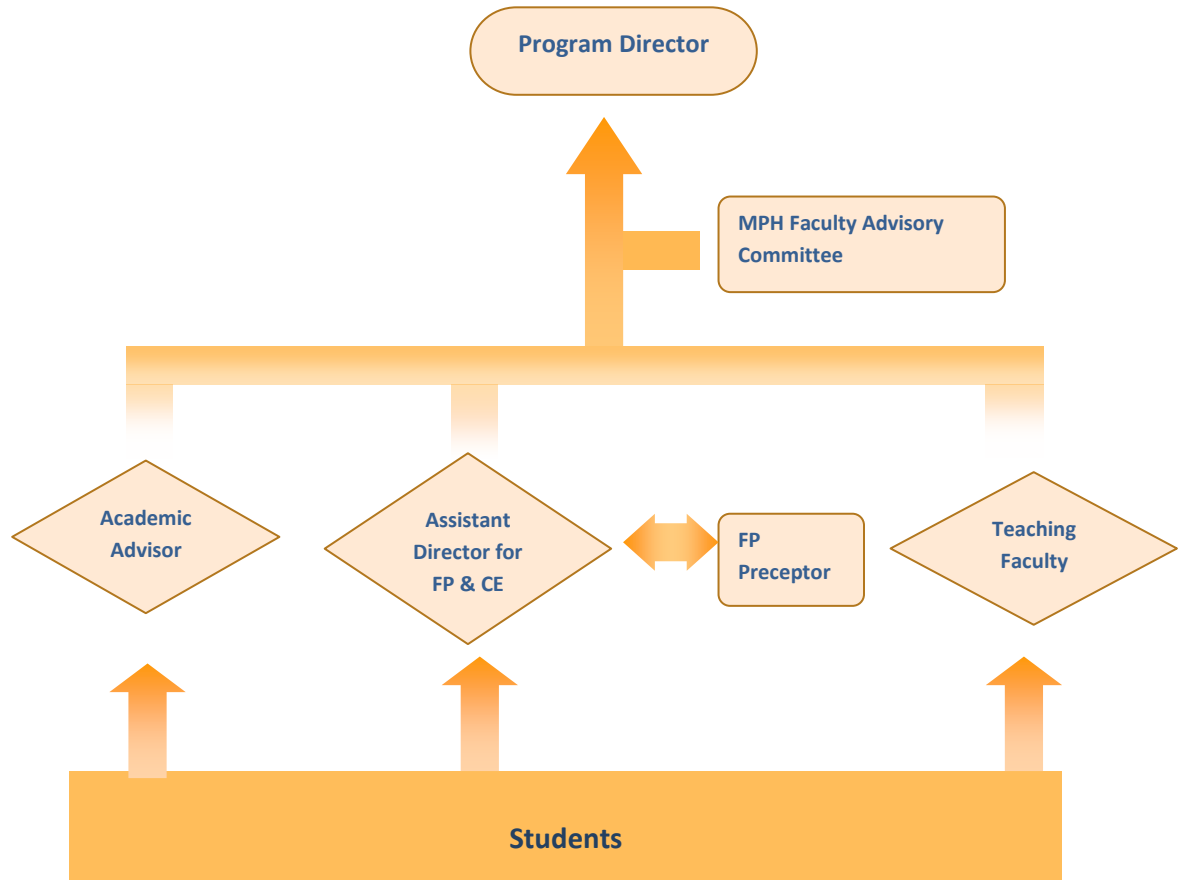 Program Director
MPH Faculty Advisory
Committee
Academic
Advisor
Assistant
Director for
FP & CE
FP
Preceptor
Teaching
Faculty
Students